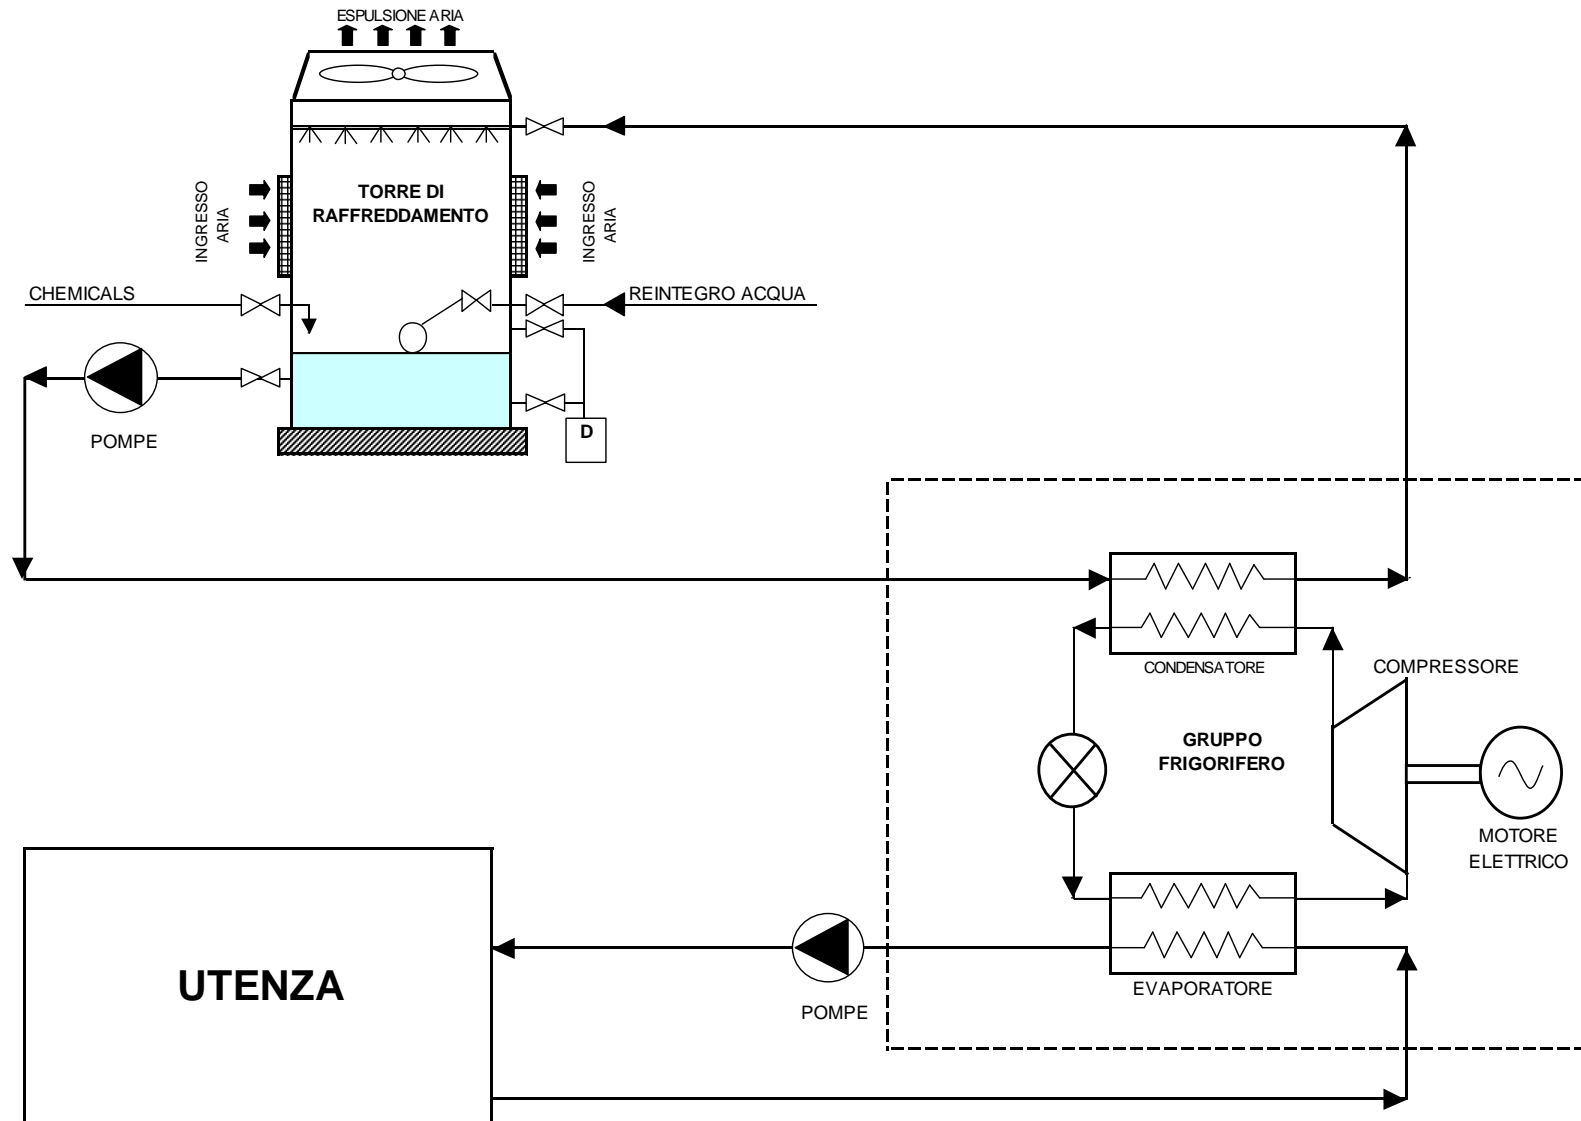 ESPULSIONE ARIA
TORRE DI
RAFFREDDAMENTO
INGRESSO
ARIA
INGRESSO
ARIA
CHEMICALS
REINTEGRO ACQUA
POMPE
D
CONDENSATORE
COMPRESSORE
GRUPPO
FRIGORIFERO
MOTORE
ELETTRICO
UTENZA
POMPE
EVAPORATORE